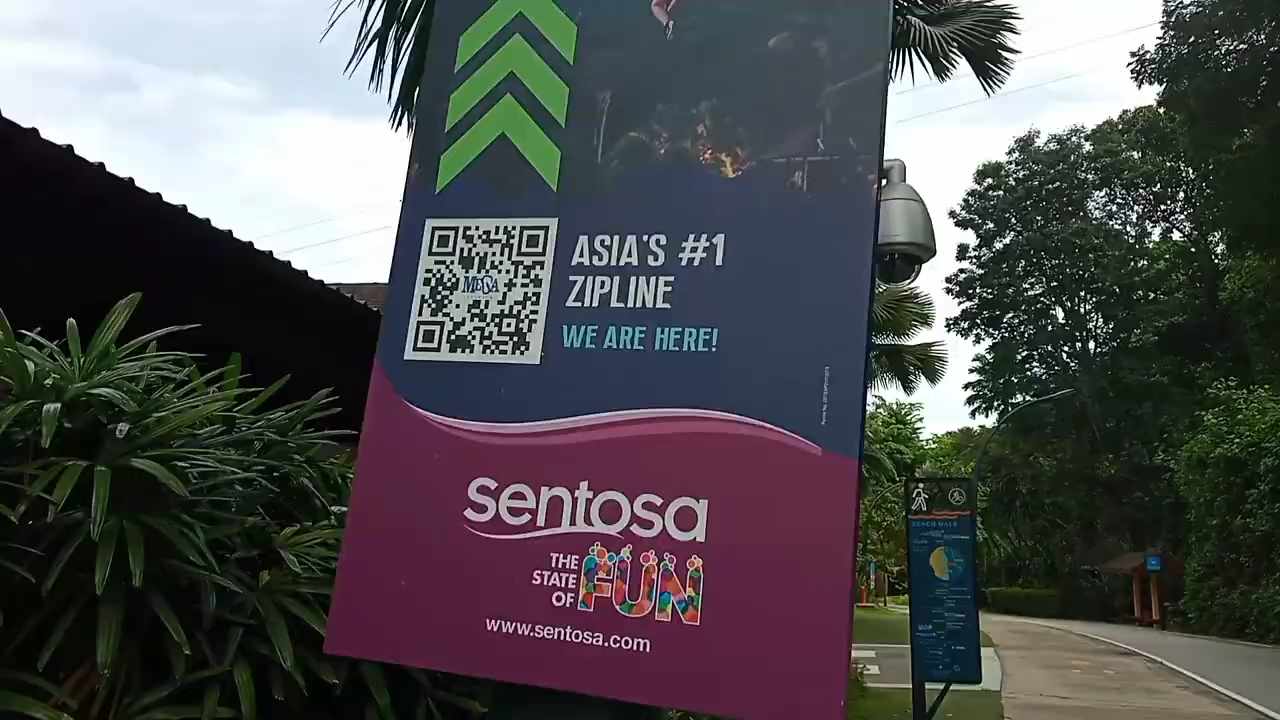 MEGA
ASIA'S #1
ZIPLINE
WE ARE HERE!
sentosa
THE
STATE
OF
FUN
www.sentosa.com
BEACH WALK